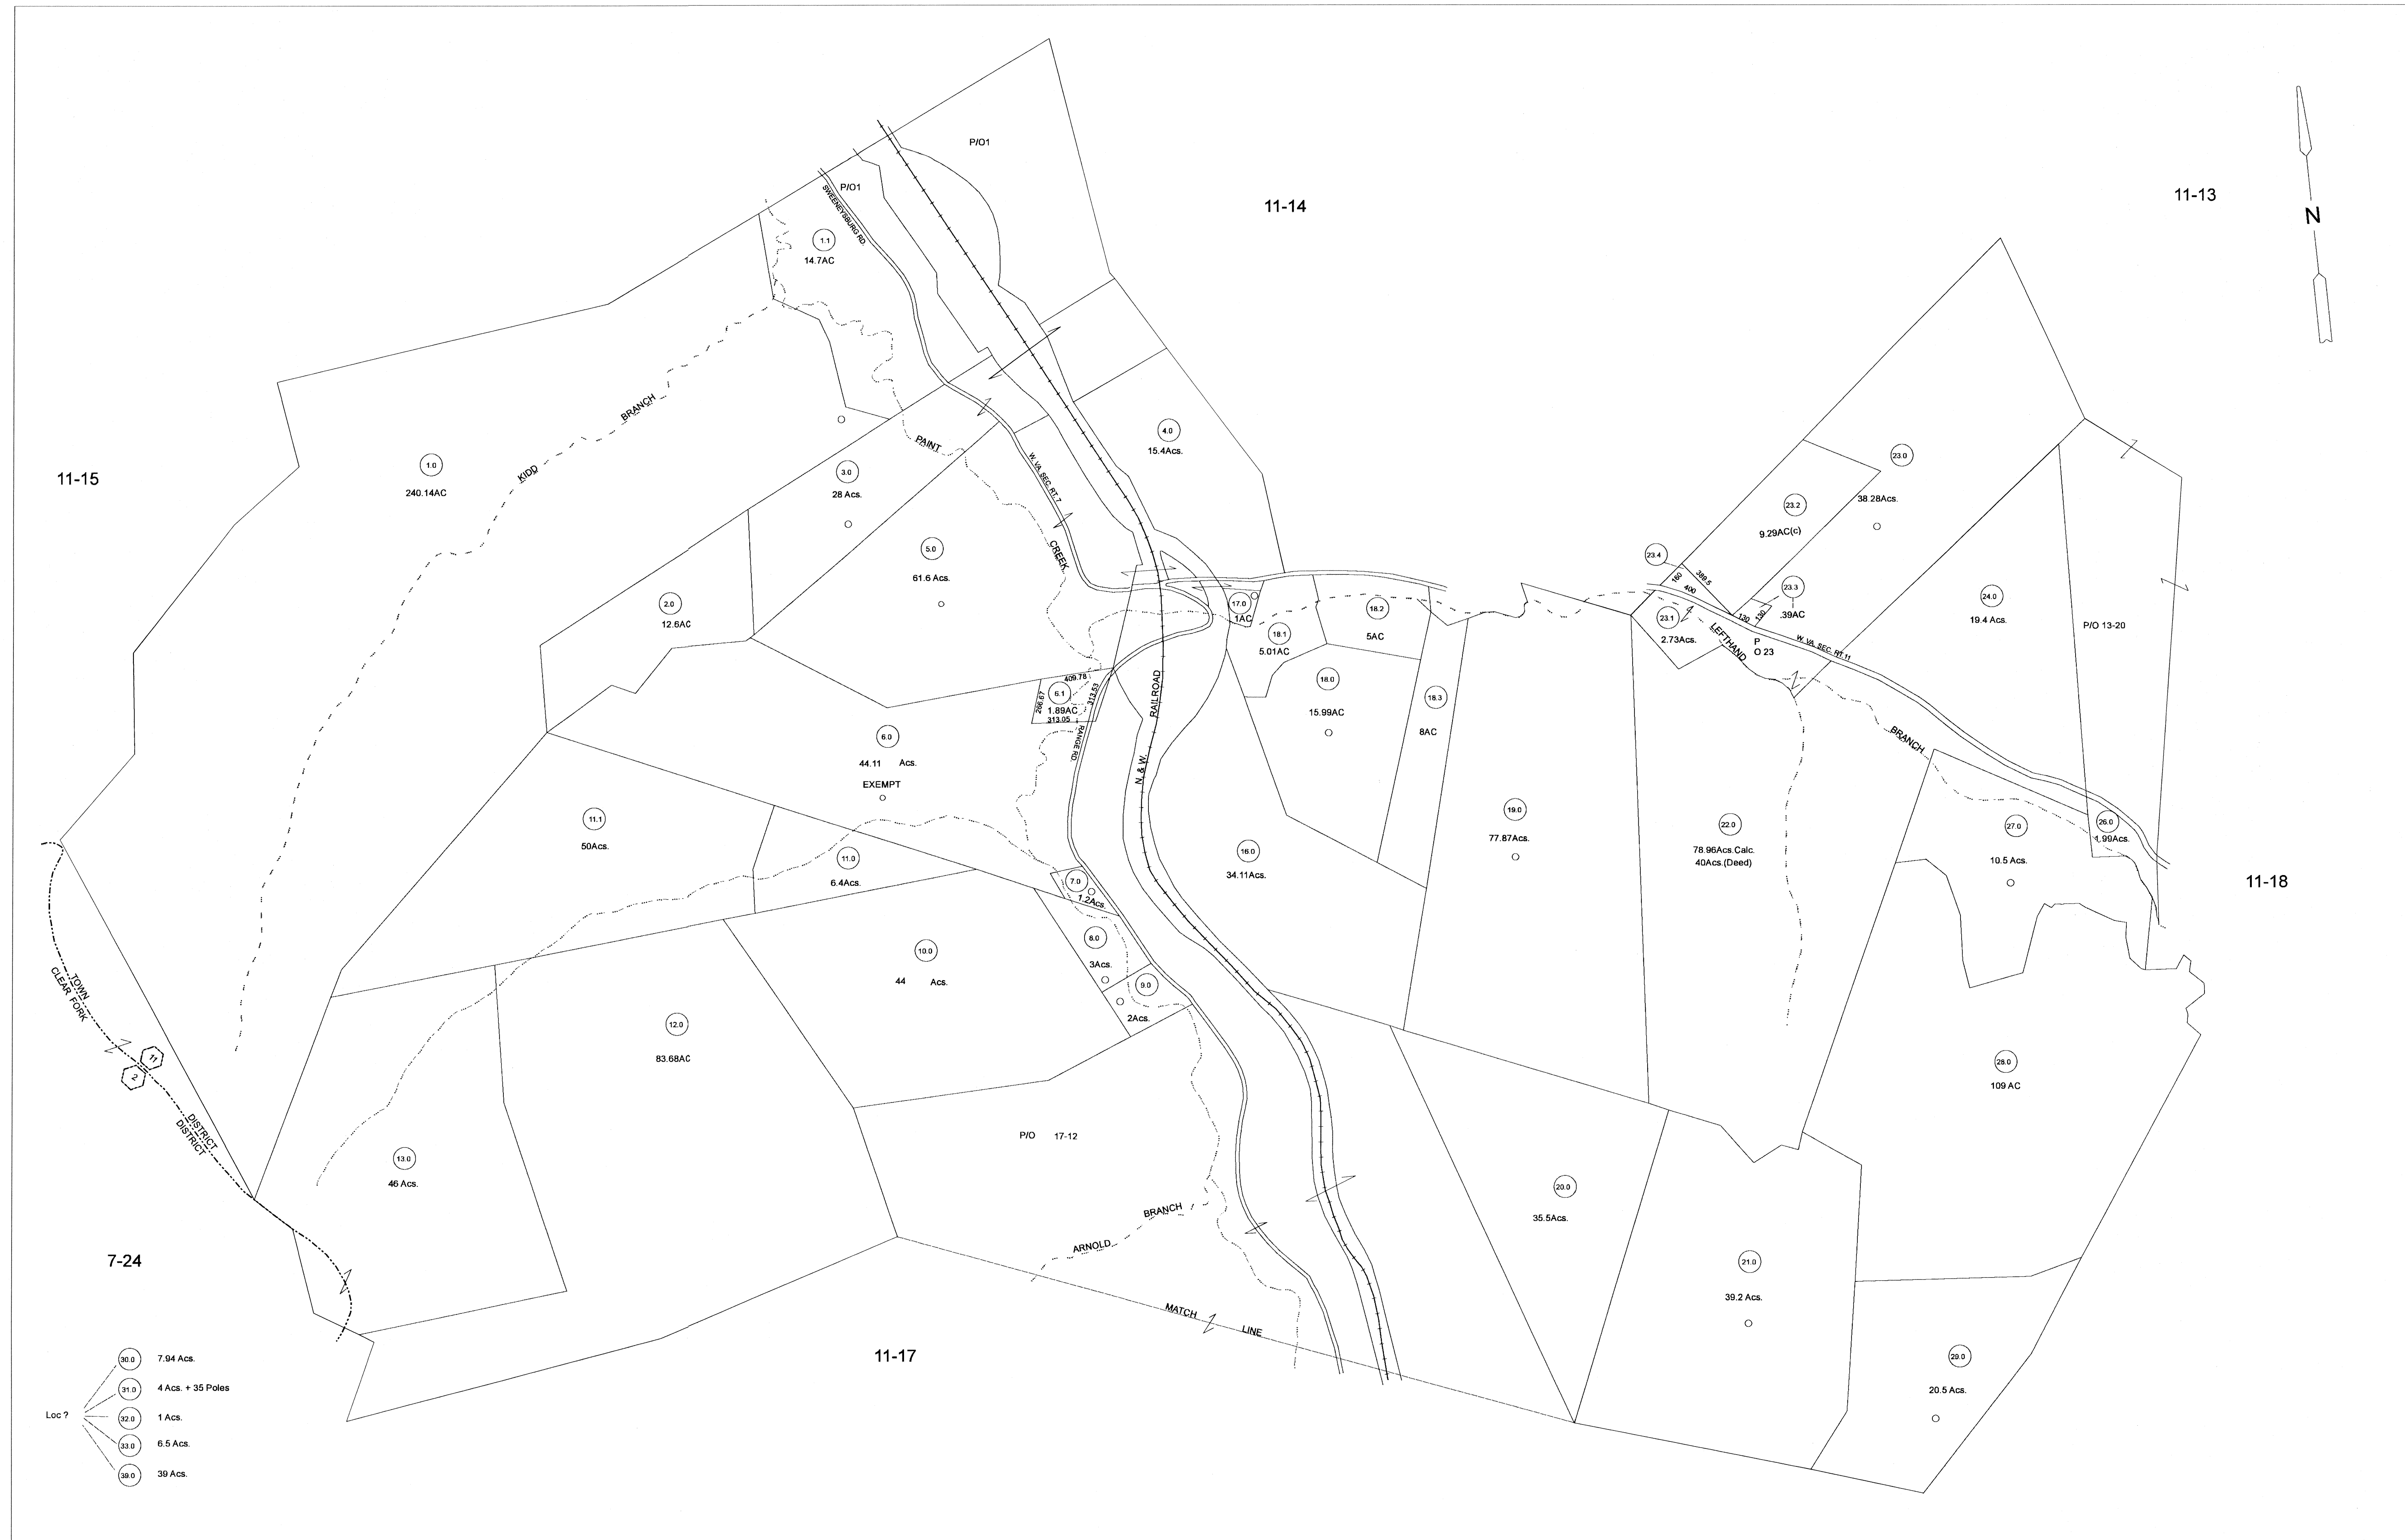 P/O1
P/O1
SWEENEYSBURG RD.
11-14
11-13
N
1.1
14.7AC
BRANCH
KIDD
1.0
240.14AC
11-15
PAINT
CREEK
3.0
28 Acs.
W. VA. SEC. RT. 7
4.0
15.4Acs.
5.0
61.6 Acs.
2.0
12.6AC
23.0
38.28Acs.
23.2
9.29AC(c)
23.4
160
389.5
400
23.3
.39AC
130
130
23.1
2.73Acs.
LEFTHAND
P
O 23
W. VA. SEC. RT.11
24.0
19.4 Acs.
P/O 13-20
17.0
1AC
18.1
5.01AC
18.2
5AC
18.0
15.99AC
18.3
8AC
409.78
6.1
266.67
313.53
1.89AC
313.05
RANGE RD.
N. & W.
RAILROAD
6.0
44.11 Acs.
EXEMPT
BRANCH
11.1
50Acs.
11.0
6.4Acs.
7.0
1.2Acs.
16.0
34.11Acs.
19.0
77.87Acs.
22.0
78.96Acs.Calc.
40Acs.(Deed)
27.0
10.5 Acs.
26.0
1.99Acs.
11-18
8.0
3Acs.
9.0
2Acs.
10.0
44 Acs.
12.0
83.68AC
TOWN
CLEAR FORK
11
2
DISTRICT
DISTRICT
28.0
109 AC
P/O 17-12
13.0
46 Acs.
20.0
35.5Acs.
BRANCH
ARNOLD
21.0
39.2 Acs.
7-24
MATCH
LINE
11-17
29.0
20.5 Acs.
Loc ?
30.0 7.94 Acs.
31.0 4 Acs. + 35 Poles
32.0 1 Acs.
33.0 6.5 Acs.
39.0 39 Acs.